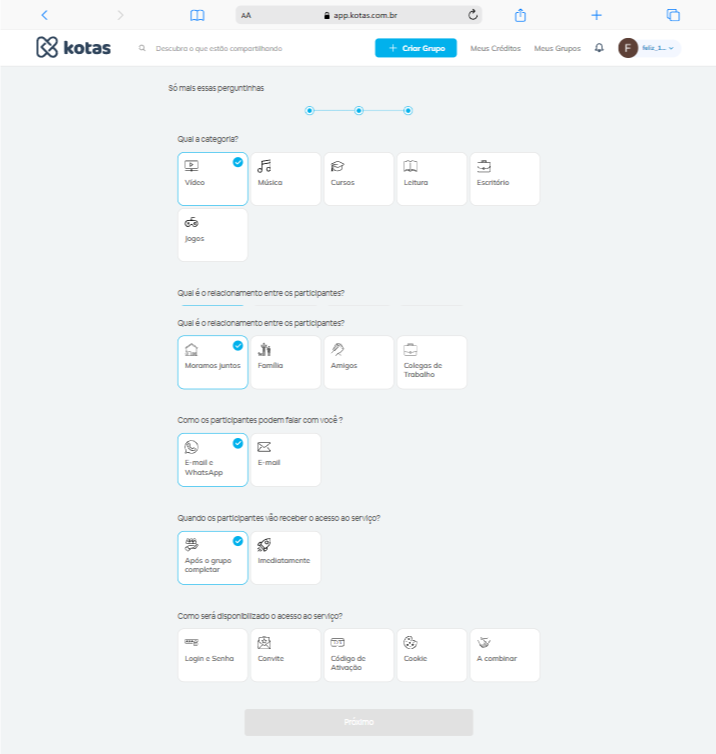 AA
app.kotas.com.br
kotas
Descubra o que estão compartilhando
+ Criar Grupo
Meus Créditos
Meus Grupos
F
feliz_1...
Só mais essas perguntinhas
Qual a categoria?
Vídeo
Música
Cursos
Leitura
Escritório
Jogos
Qual é o relacionamento entre os participantes?
Qual é o relacionamento entre os participantes?
Moramos juntos
Família
Amigos
Colegas de
Trabalho
Como os participantes podem falar com você ?
E-mail e
WhatsApp
E-mail
Quando os participantes vão receber o acesso ao serviço?
Após o grupo
completar
Imediatamente
Como será disponibilizado o acesso ao serviço?
Login e Senha
Convite
Código de
Ativação
Cookie
A combinar
Próximo